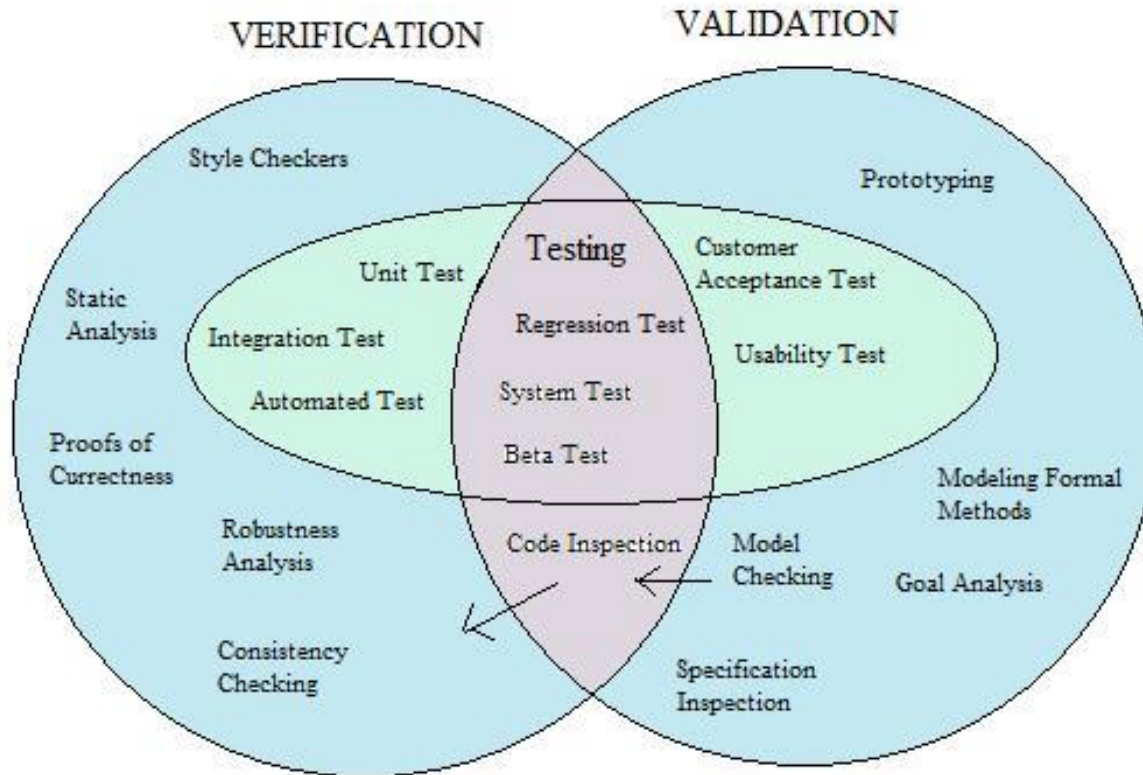 VERIFICATION
VALIDATION
Style Checkers
Prototyping
Testing
Customer
Acceptance Test
Unit Test
Static
Analysis
Regression Test
Integration Test
Usability Test
System Test
Automated Test
Proofs of
Currectness
Beta Test
Modeling Formal
Methods
Robustness
Analysis
Code Inspection
Model
Checking
Goal Analysis
Consistency
Checking
Specification
Inspection